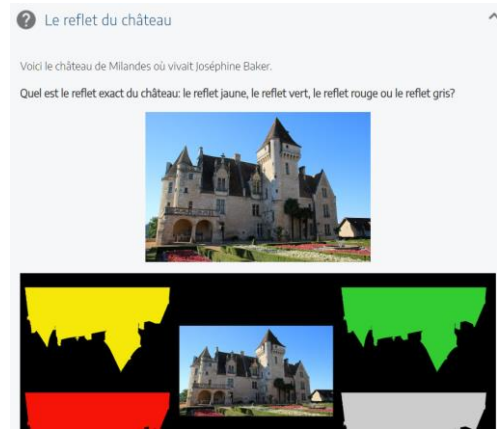 Le reflet du château
Voici le château de Milandes où vivait Joséphine Baker.
Quel est le reflet exact du château: le reflet jaune, le reflet vert, le reflet rouge ou le reflet gris?